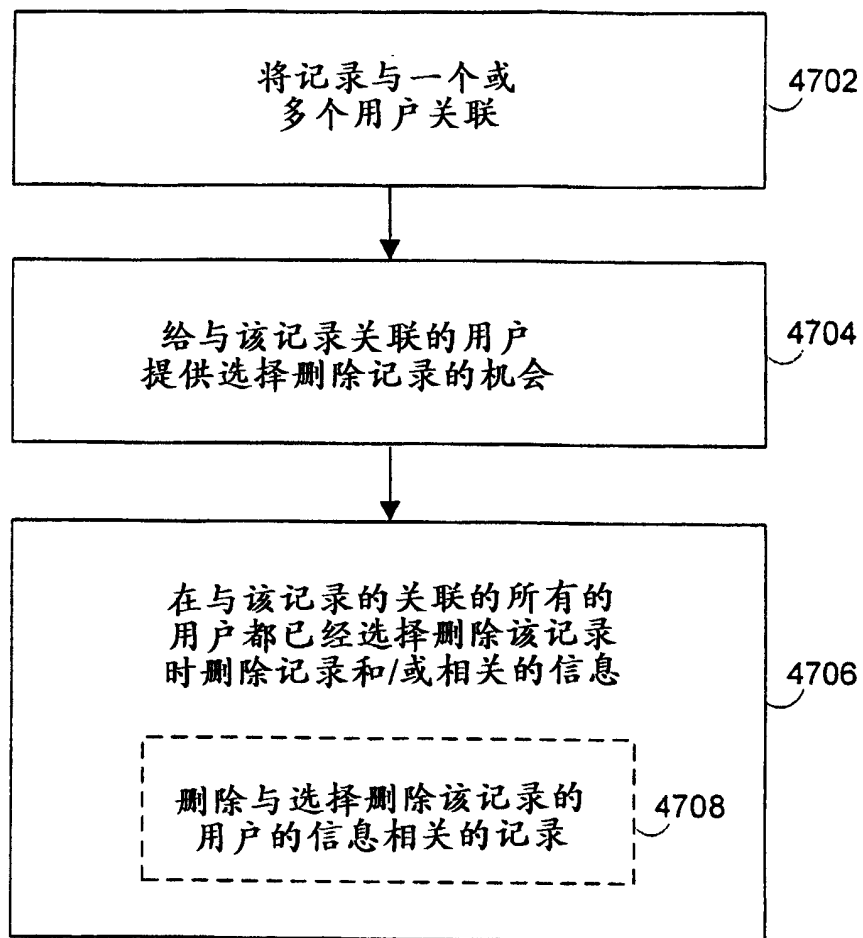 将记录与一个或
多个用户关联
4702
给与该记录关联的用户
提供选择删除记录的机会
4704
在与该记录的关联的所有的
用户都已经选择删除该记录
时删除记录和/或相关的信息
4706
删除与选择删除该记录的
用户的信息相关的记录
4708